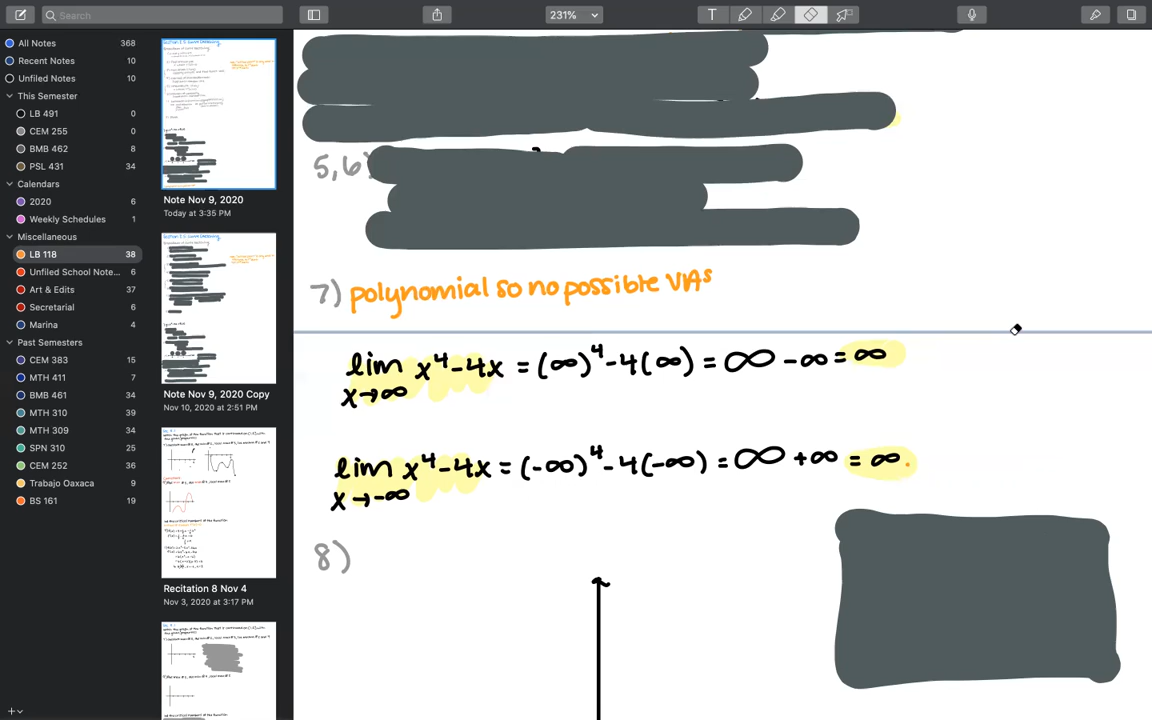 Search
231%
T
All Notes 368
Recent Notes 10
Unfiled Notes 10
This Semester
LB 491 0
CEM 255 0
BMB 462 8
PSL 431 34
Calendars
2020 6
Weekly Schedules 1
Miscellaneous
LB 118 38
Unfiled School Note... 6
Art & Edits 37
Secretarial 6
Marina 4
Past Semesters
CEM 383 15
MTH 411 7
BMB 461 34
MTH 310 39
MTH 309 34
SPN 310 25
CEM 252 36
Trabajo Oaxaca 9
BS 161 19
Note Nov 9, 2020
Today at 3:35 PM
Note Nov 9, 2020 Copy
Nov 10, 2020 at 2:51 PM
Recitation 8 Nov 4
Nov 3, 2020 at 3:17 PM
5,6)
7) polynomial so no possible VAs
lim x⁴-4x = (∞)⁴-4(∞) = ∞ -∞ = ∞
x→∞
lim x⁴-4x = (-∞)⁴-4(-∞) = ∞ +∞ = ∞.
x→-∞
8)